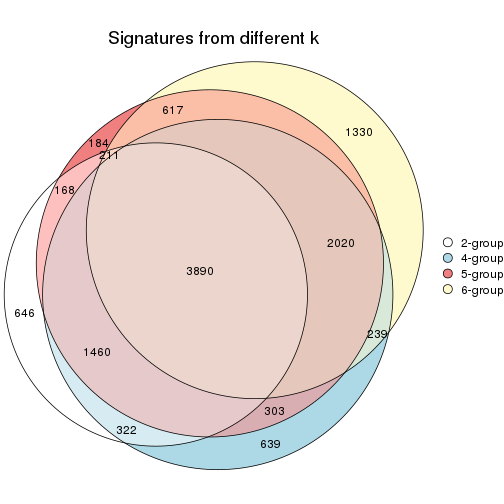 Signatures from different k
617
1330
184
211
168
2020
2-group
4-group
5-group
6-group
3890
646
239
1460
303
322
639